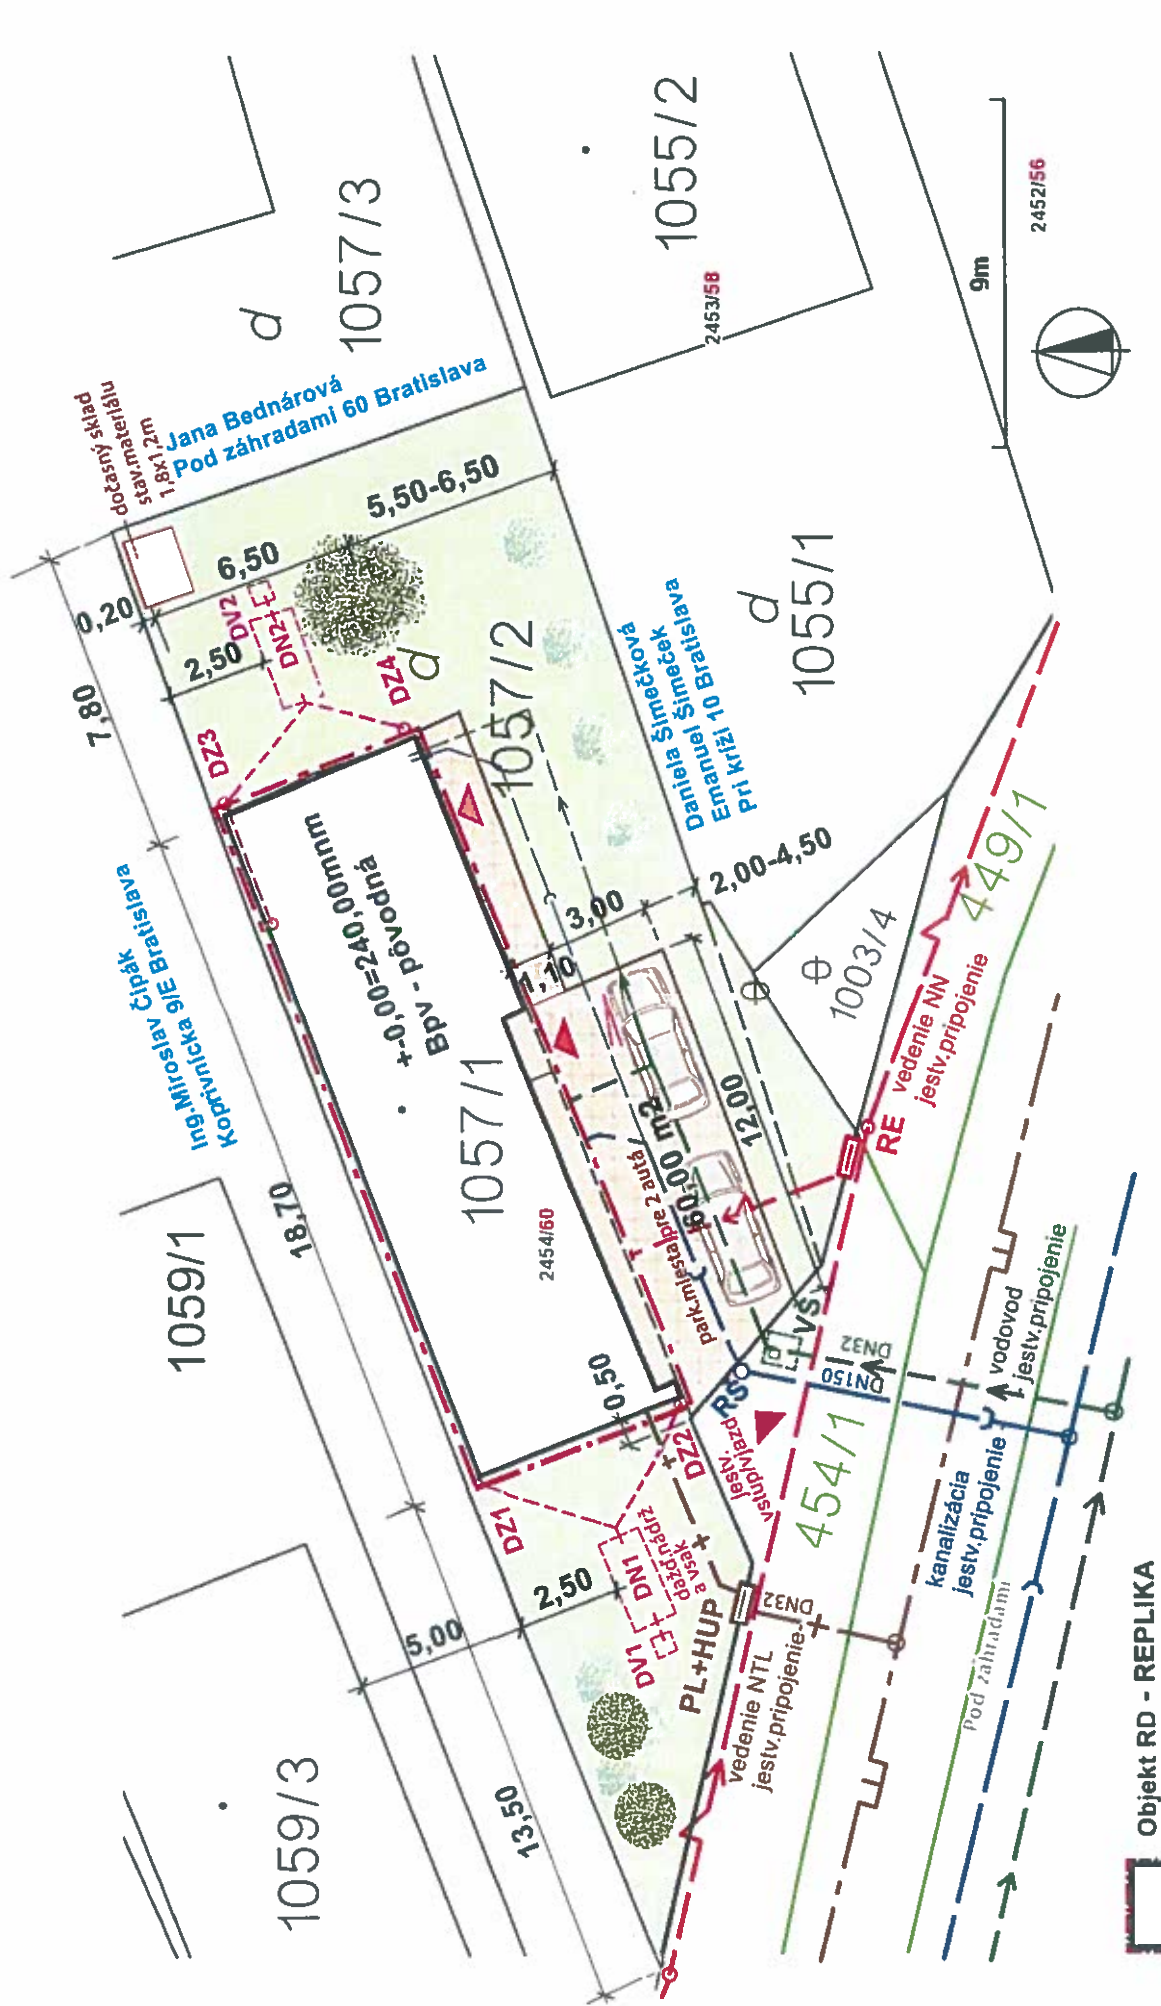 dočasný sklad
stav.materiálu
1,8x1,2m
Jana Bednárová
Pod záhradami 60 Bratislava
d
1057/3
1055/2
2453/58
2452/56
9m
0,20
6,50
5,50-6,50
2,50
7,80
DV2
DN2
DZ3
DZ4
d
1057/2
Daniela Šimečková
Emanuel Šimeček
Pri kríži 10 Bratislava
d
1055/1
Ing.Miroslav Čipák
Koprivnická 9/E Bratislava
+-0,00=240,00mnm
Bpv - pôvodná
1057/1
2454/60
1,10
3,00
2,00-4,50
12,00
60,00 m2
park.miesta pre 2 autá
1003/4
449/1
vedenie NN
jestv.pripojenie
RE
1059/1
18,70
0,50
DZ1
DZ2
RŠ
VŠ
DN32
DN150
vodovod
jestv.pripojenie
jestv.
vstup/vjazd
454/1
kanalizácia
jestv.pripojenie
Pod záhradami
2,50
5,00
DV1
DN1
dažď.nádrž
a vsak
PL+HUP
DN32
vedenie NTL
jestv.pripojenie
13,50
1059/3
Objekt RD - REPLIKA